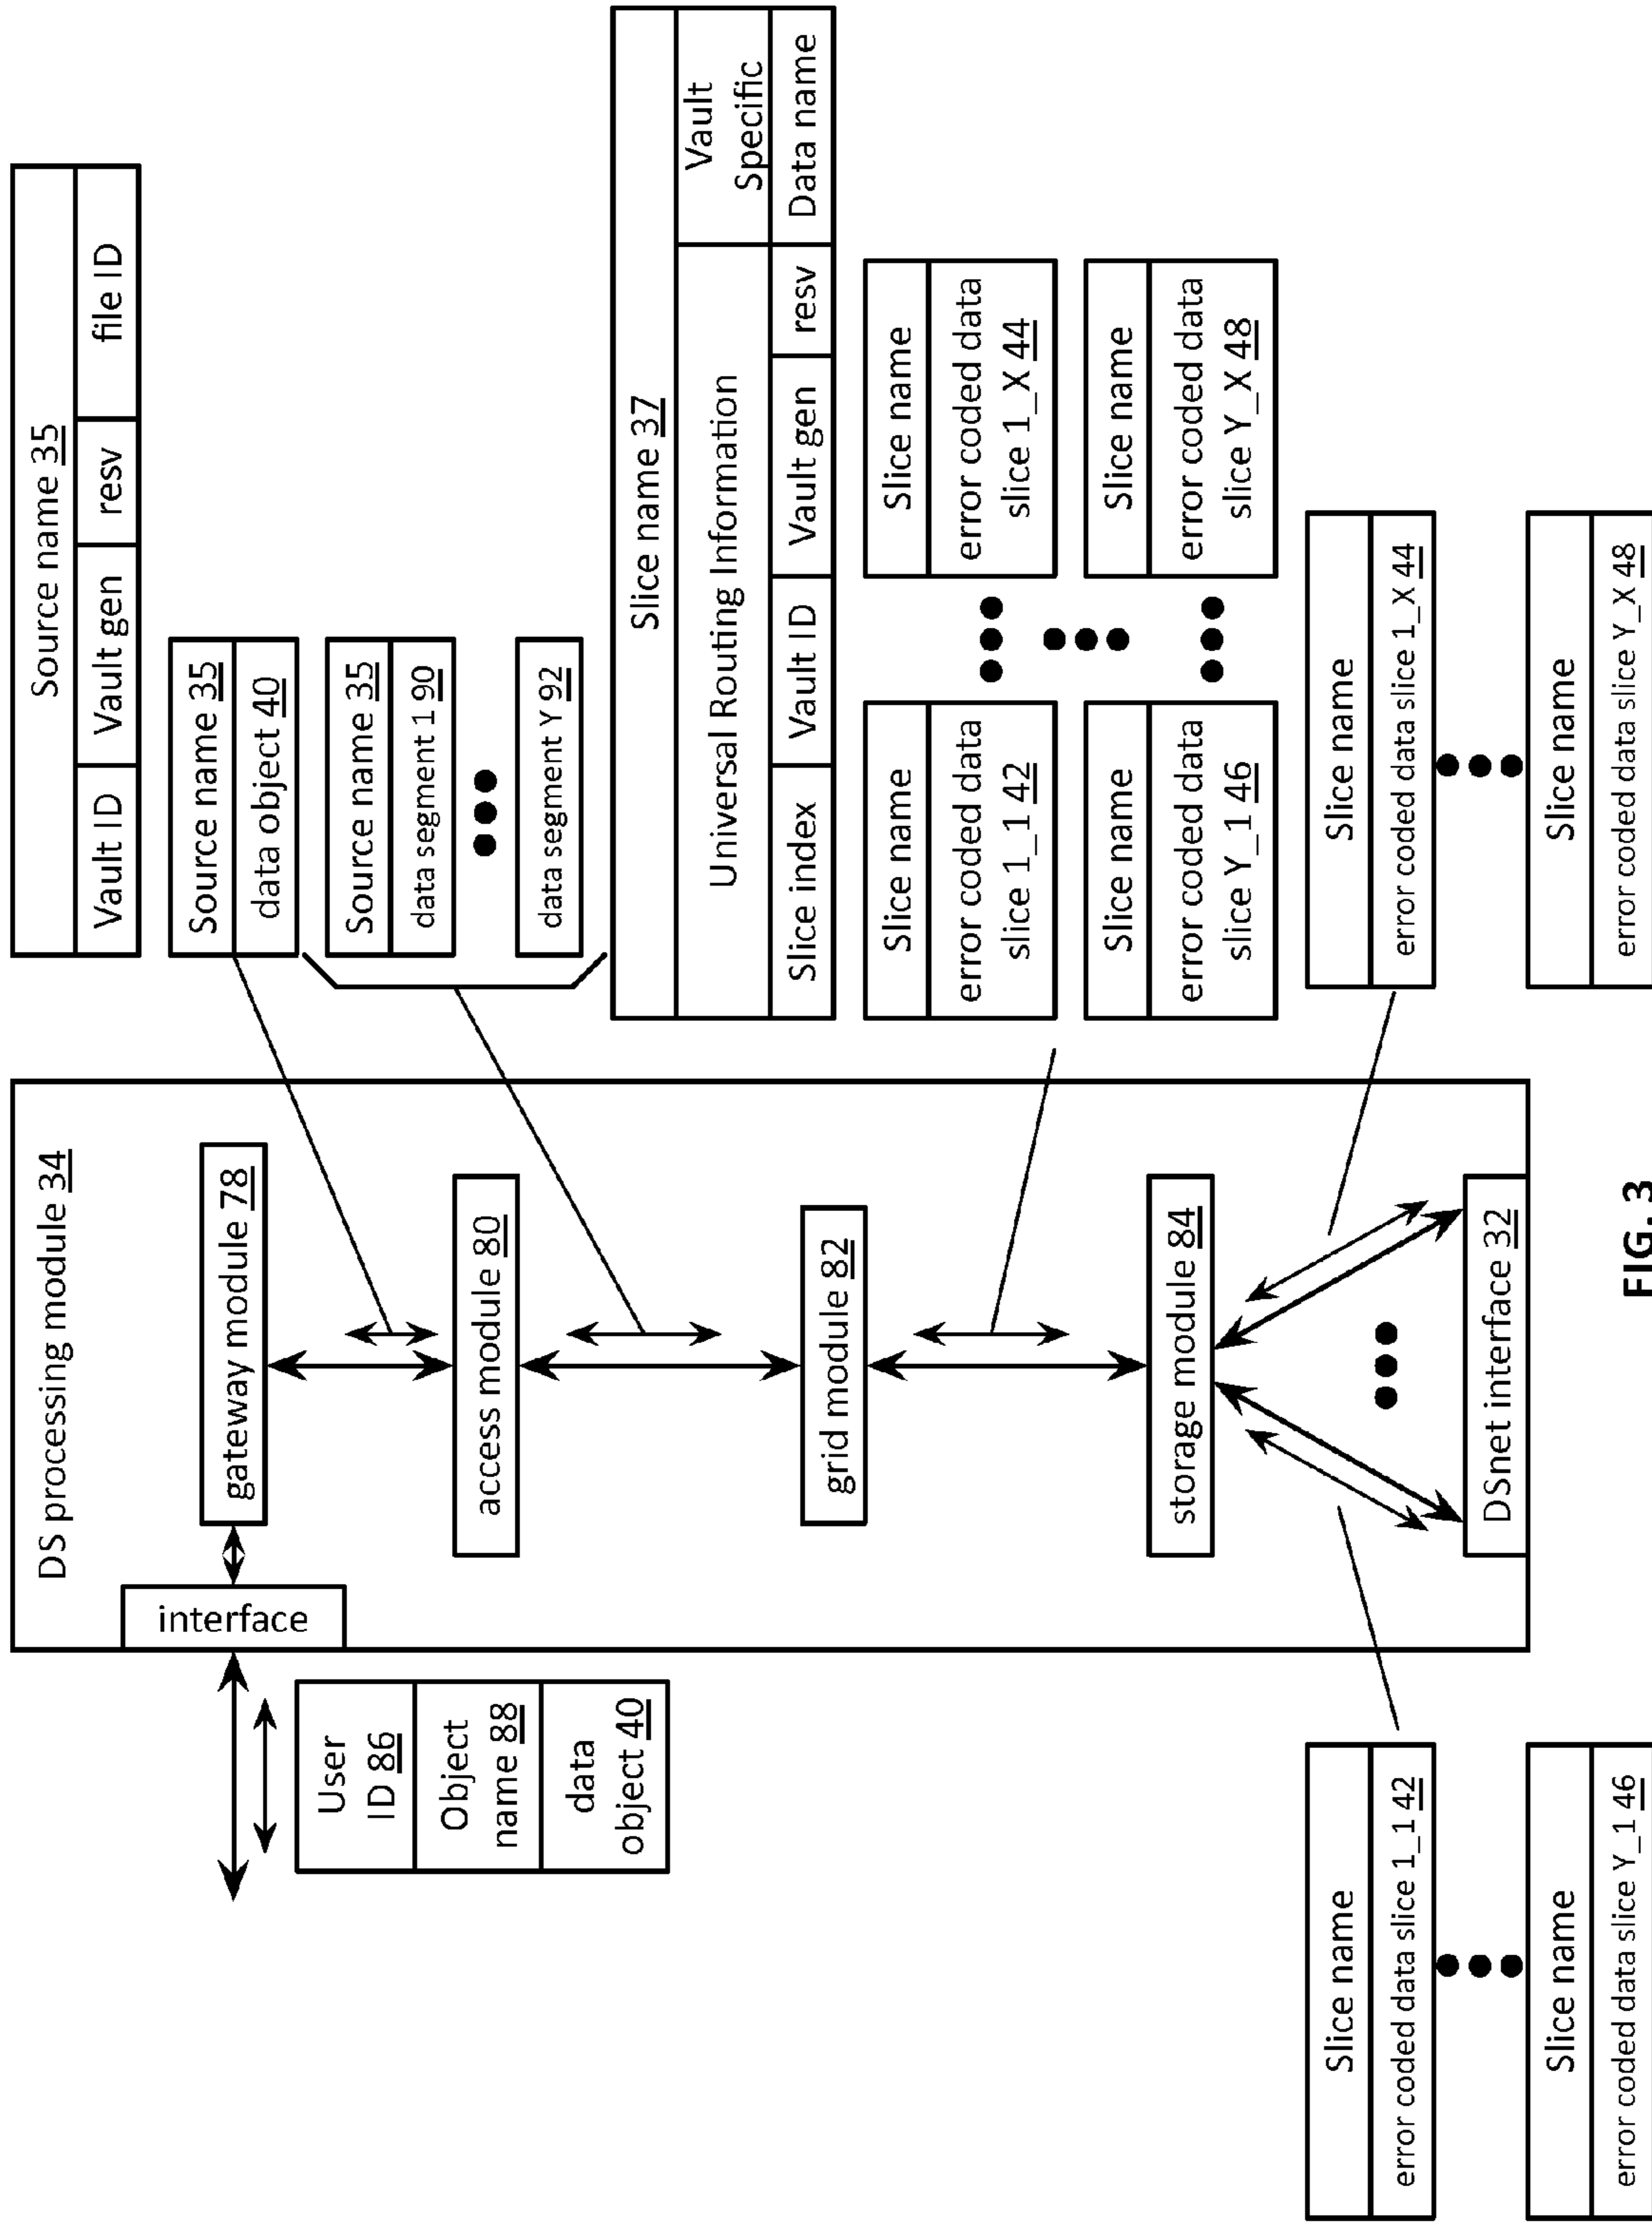 DS processing module 34
interface
gateway module 78
access module 80
grid module 82
storage module 84
DSnet interface 32
User
ID 86
Object
name 88
data
object 40
Source name 35
Vault ID
Vault gen
resv
file ID
Source name 35
data object 40
Source name 35
data segment 1 90
data segment Y 92
Slice name 37
Universal Routing Information
Vault
Specific
Slice index
Vault ID
Vault gen
resv
Data name
Slice name
error coded data
slice 1_1 42
Slice name
error coded data
slice 1_X 44
Slice name
error coded data
slice Y_1 46
Slice name
error coded data
slice Y_X 48
Slice name
error coded data slice 1_1 42
Slice name
error coded data slice Y_1 46
Slice name
error coded data slice 1_X 44
Slice name
error coded data slice Y_X 48
FIG. 3